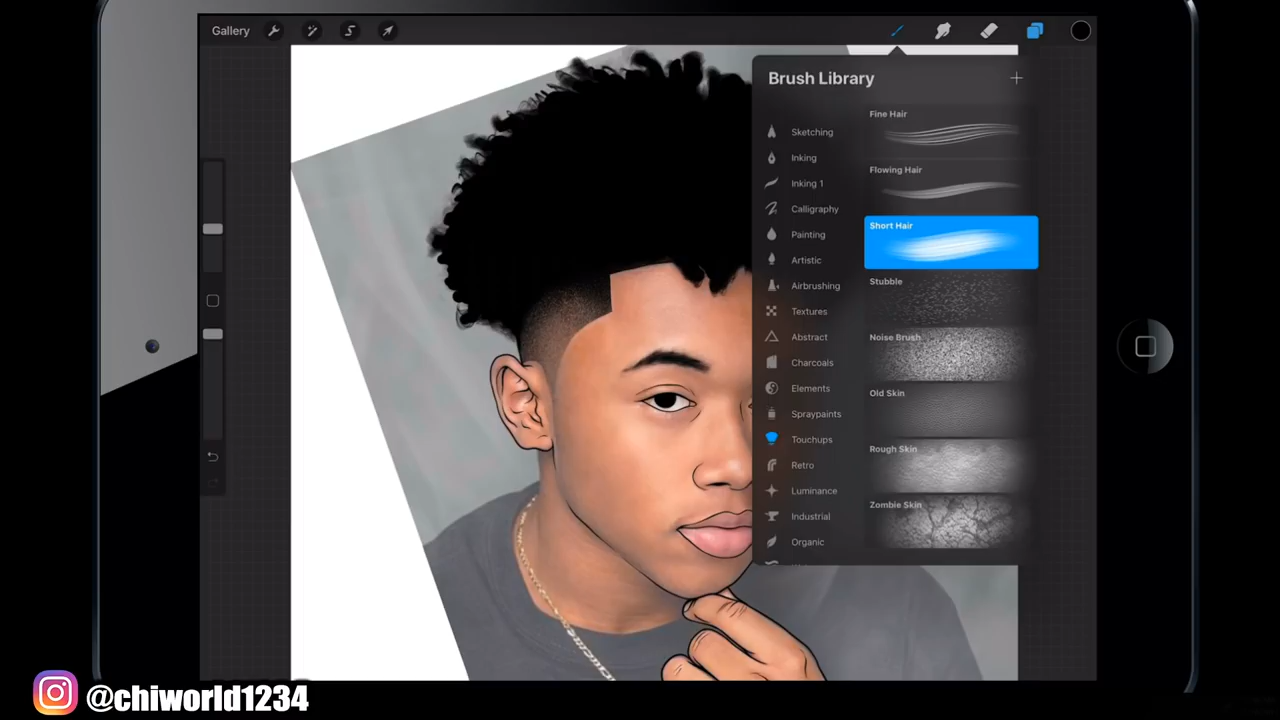 Gallery
Brush Library
Sketching
Inking
Inking 1
Calligraphy
Painting
Artistic
Airbrushing
Textures
Abstract
Charcoals
Elements
Spraypaints
Touchups
Retro
Luminance
Industrial
Organic
Fine Hair
Flowing Hair
Short Hair
Stubble
Noise Brush
Old Skin
Rough Skin
Zombie Skin
@chiworld1234